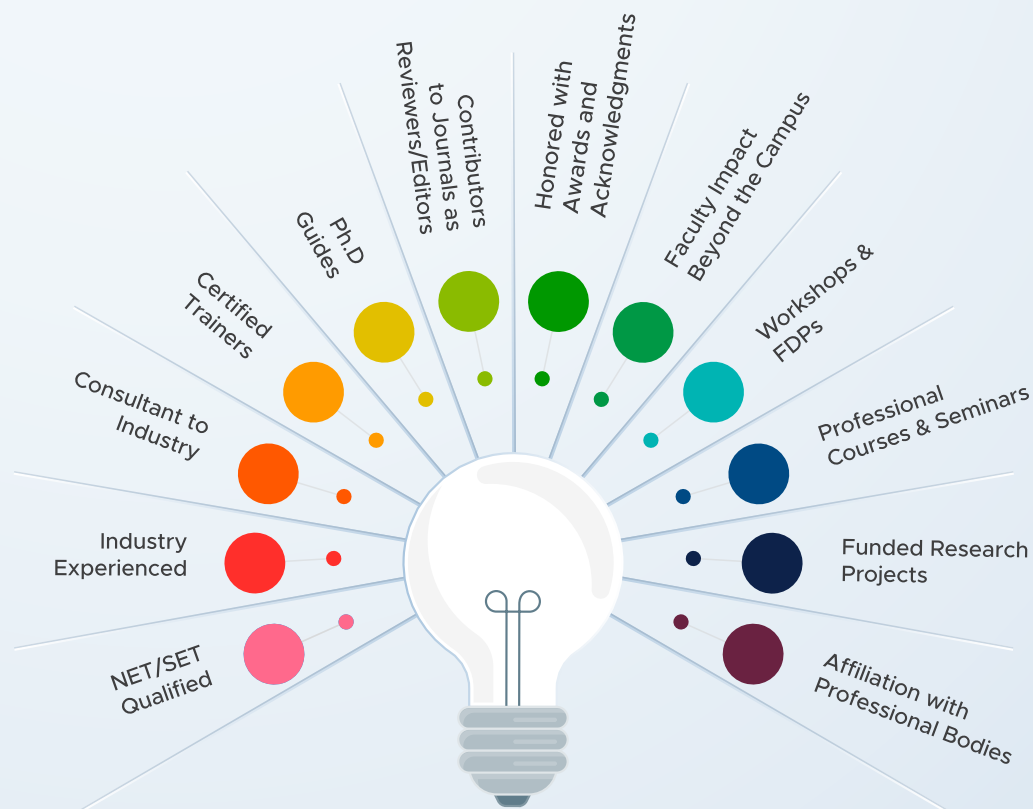 NET/SET
Qualified
Industry
Experienced
Consultant to
Industry
Certified
Trainers
Ph.D
Guides
Contributors
to Journals as
Reviewers/Editors
Honored with
Awards and
Acknowledgments
Faculty Impact
Beyond the Campus
Workshops &
FDPs
Professional
Courses & Seminars
Funded Research
Projects
Affiliation with
Professional Bodies